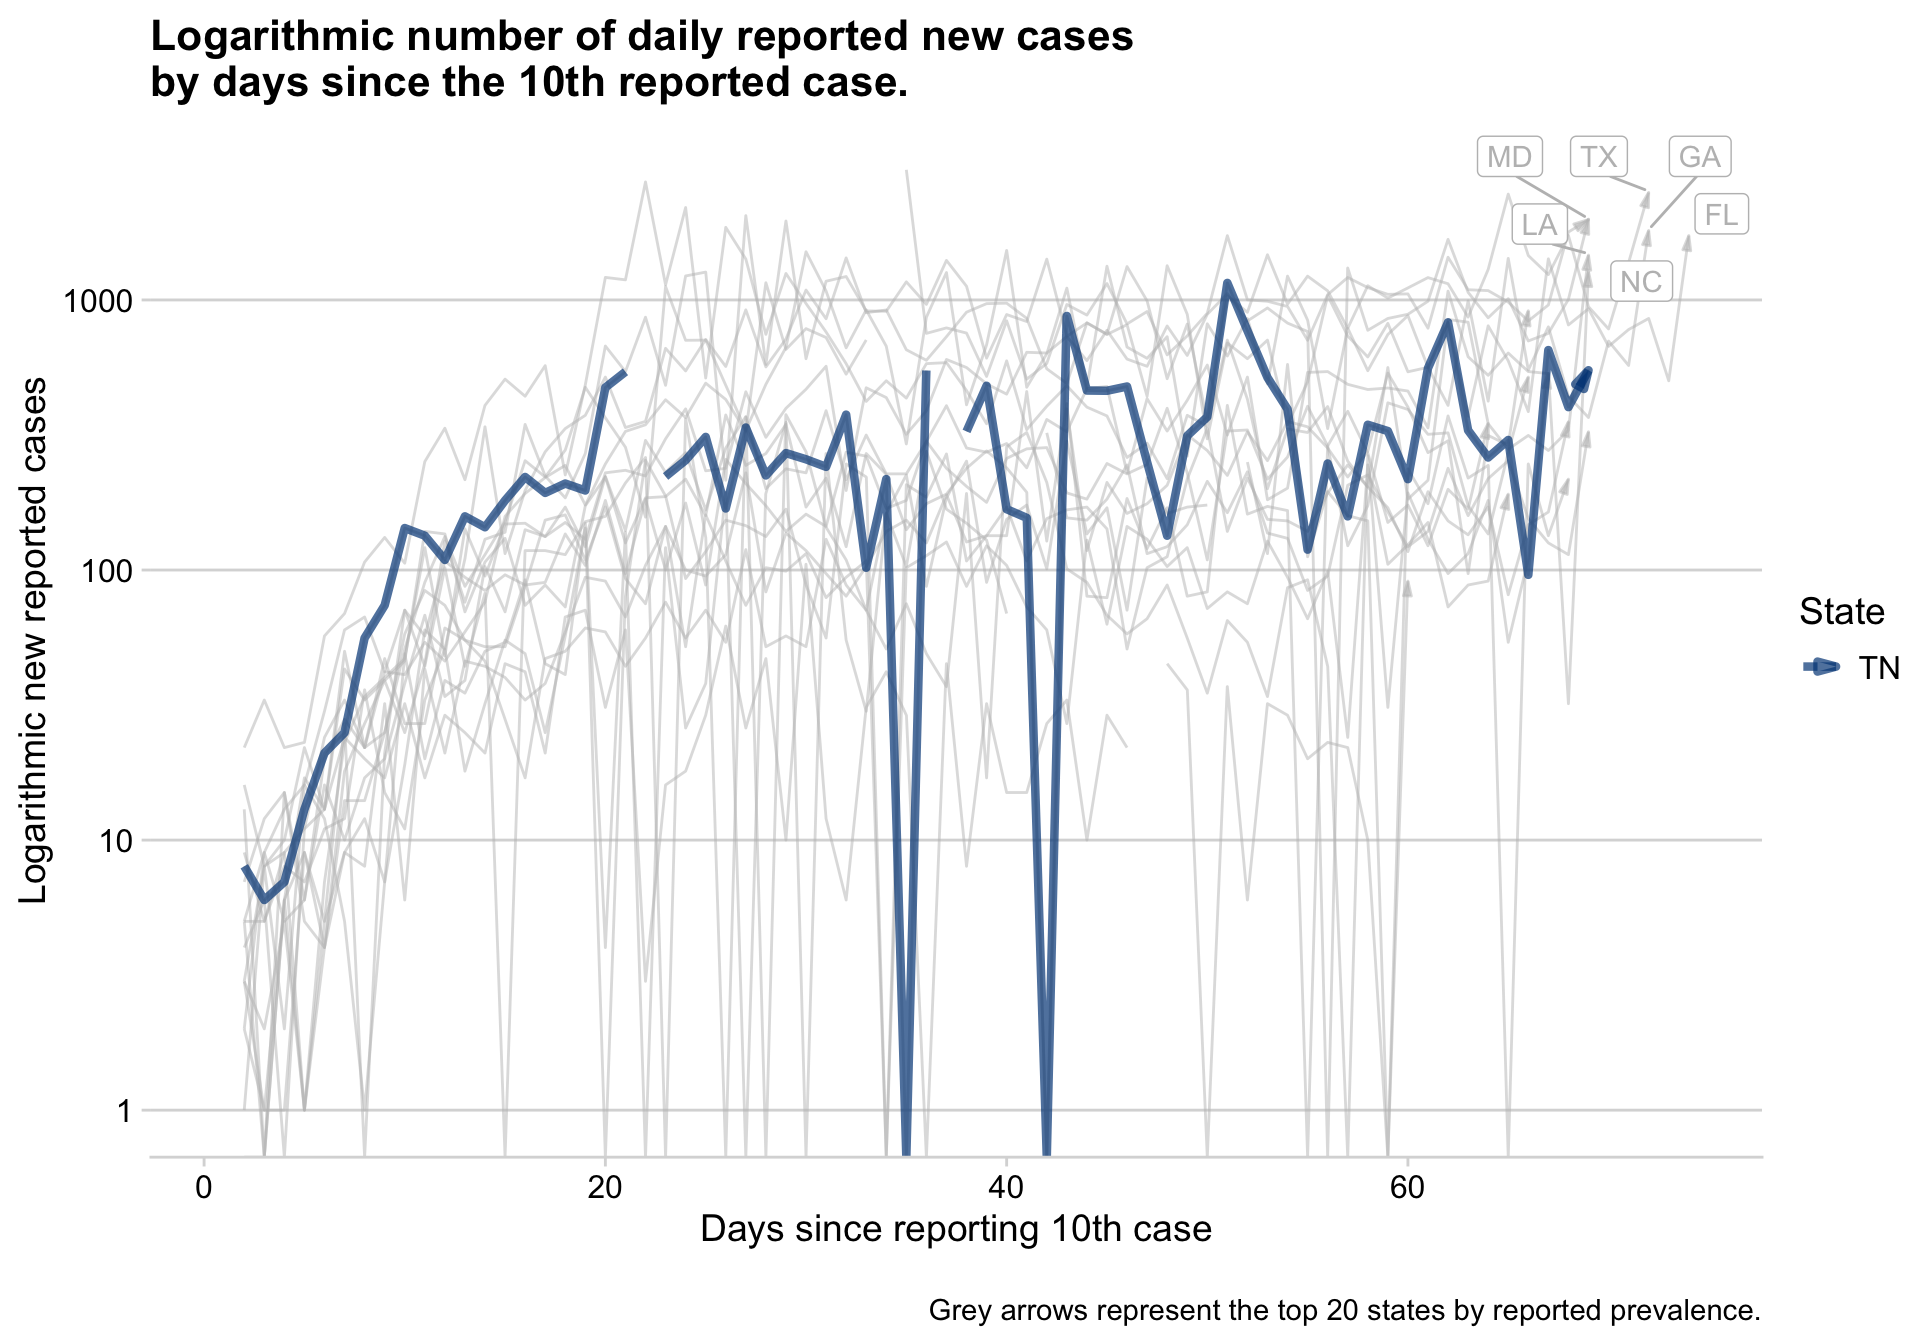 Logarithmic number of daily reported new cases
by days since the 10th reported case.
MD
TX
GA
LA
FL
NC
1000
100
10
1
Logarithmic new reported cases
0
20
40
60
Days since reporting 10th case
State
TN
Grey arrows represent the top 20 states by reported prevalence.